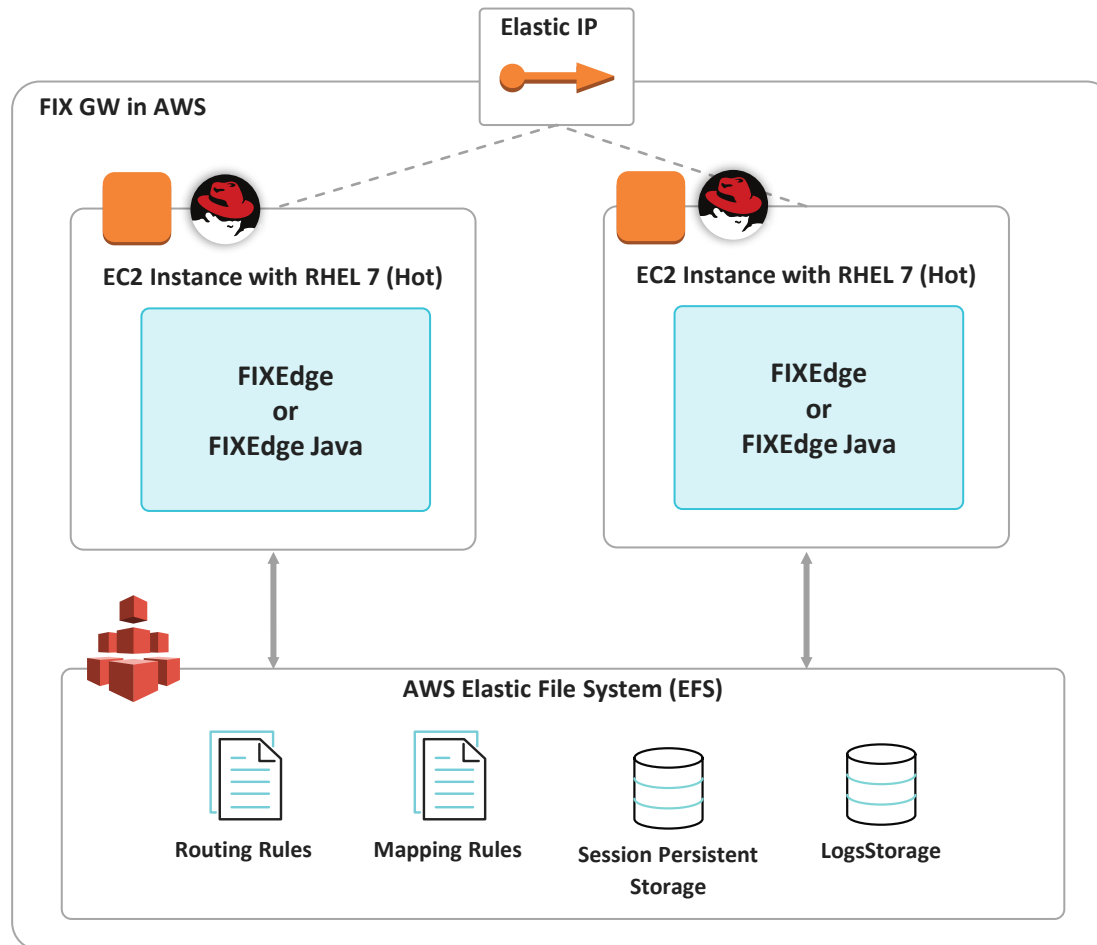 Elastic IP
FIX GW in AWS
EC2 Instance with RHEL 7 (Hot)
FIXEdge
or
FIXEdge Java
EC2 Instance with RHEL 7 (Hot)
FIXEdge
or
FIXEdge Java
AWS Elastic File System (EFS)
Routing Rules
Mapping Rules
Session Persistent
Storage
LogsStorage